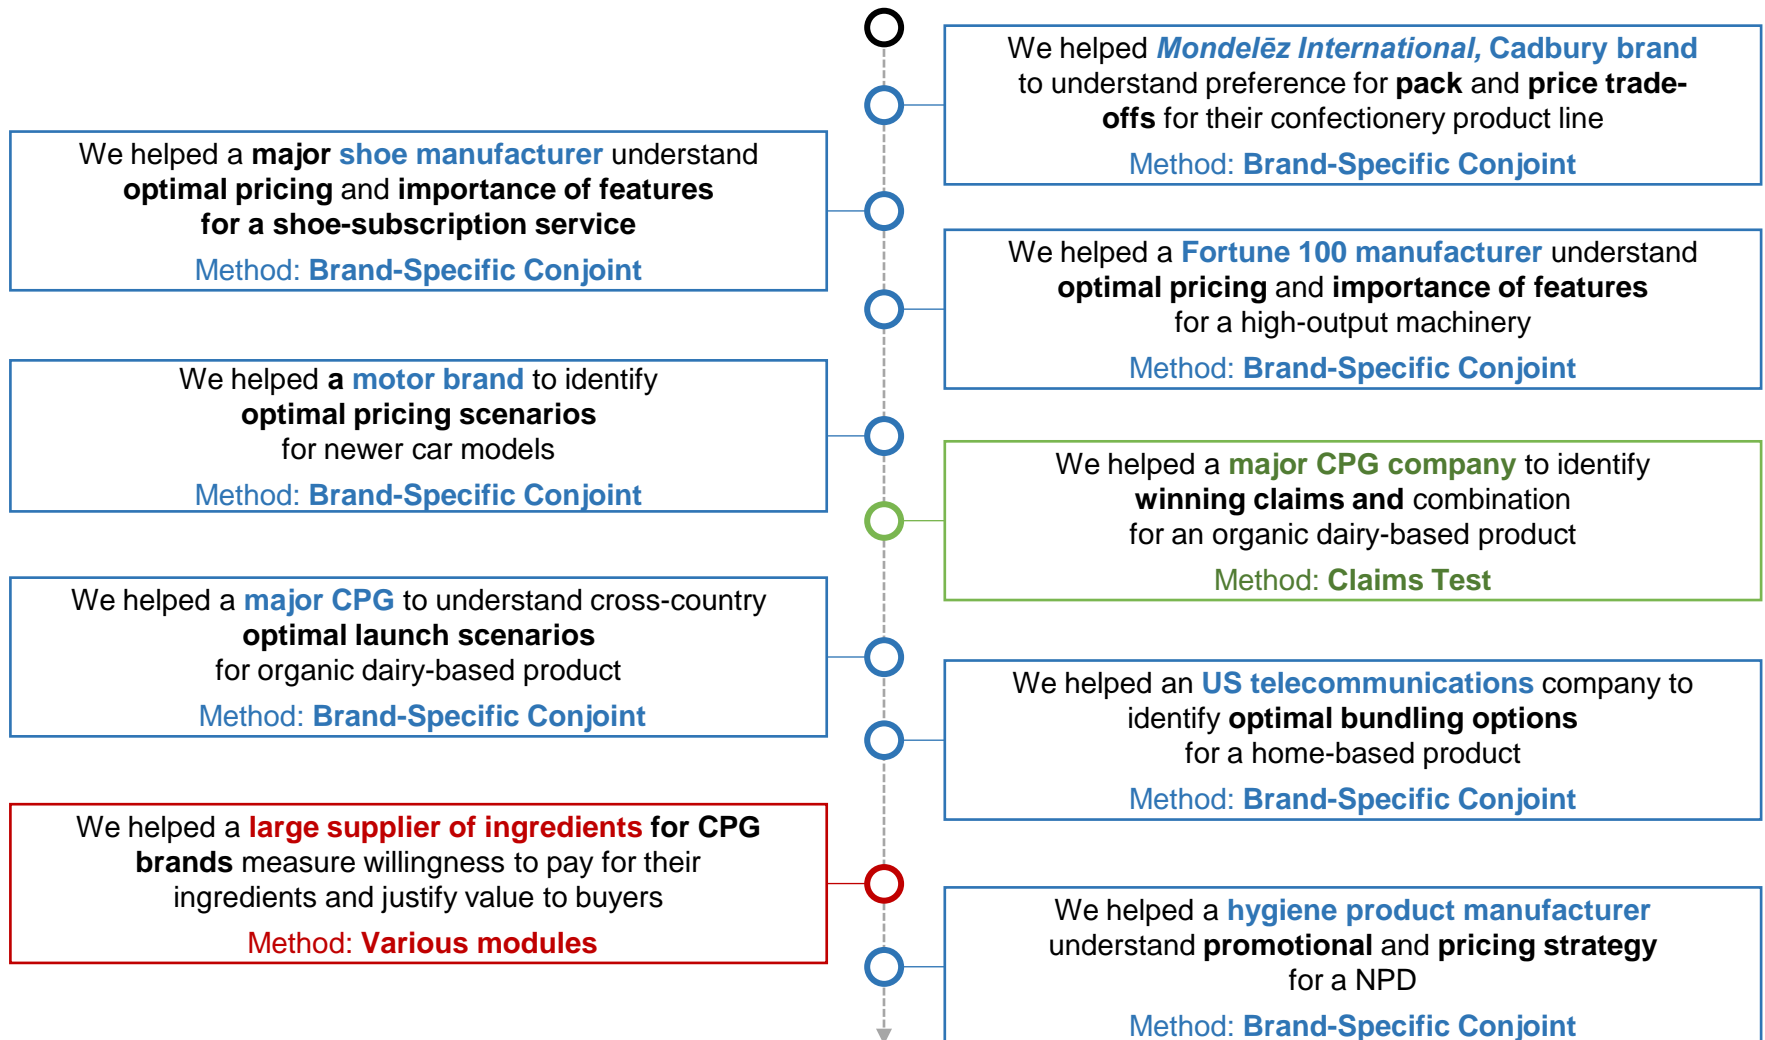 We helped Mondelēz International, Cadbury brand
to understand preference for pack and price trade-
offs for their confectionery product line
Method: Brand-Specific Conjoint
We helped a major shoe manufacturer understand
optimal pricing and importance of features
for a shoe-subscription service
Method: Brand-Specific Conjoint
We helped a Fortune 100 manufacturer understand
optimal pricing and importance of features
for a high-output machinery
Method: Brand-Specific Conjoint
We helped a motor brand to identify
optimal pricing scenarios
for newer car models
Method: Brand-Specific Conjoint
We helped a major CPG company to identify
winning claims and combination
for an organic dairy-based product
Method: Claims Test
We helped a major CPG to understand cross-country
optimal launch scenarios
for organic dairy-based product
Method: Brand-Specific Conjoint
We helped an US telecommunications company to
identify optimal bundling options
for a home-based product
Method: Brand-Specific Conjoint
We helped a large supplier of ingredients for CPG
brands measure willingness to pay for their
ingredients and justify value to buyers
Method: Various modules
We helped a hygiene product manufacturer
understand promotional and pricing strategy
for a NPD
Method: Brand-Specific Conjoint